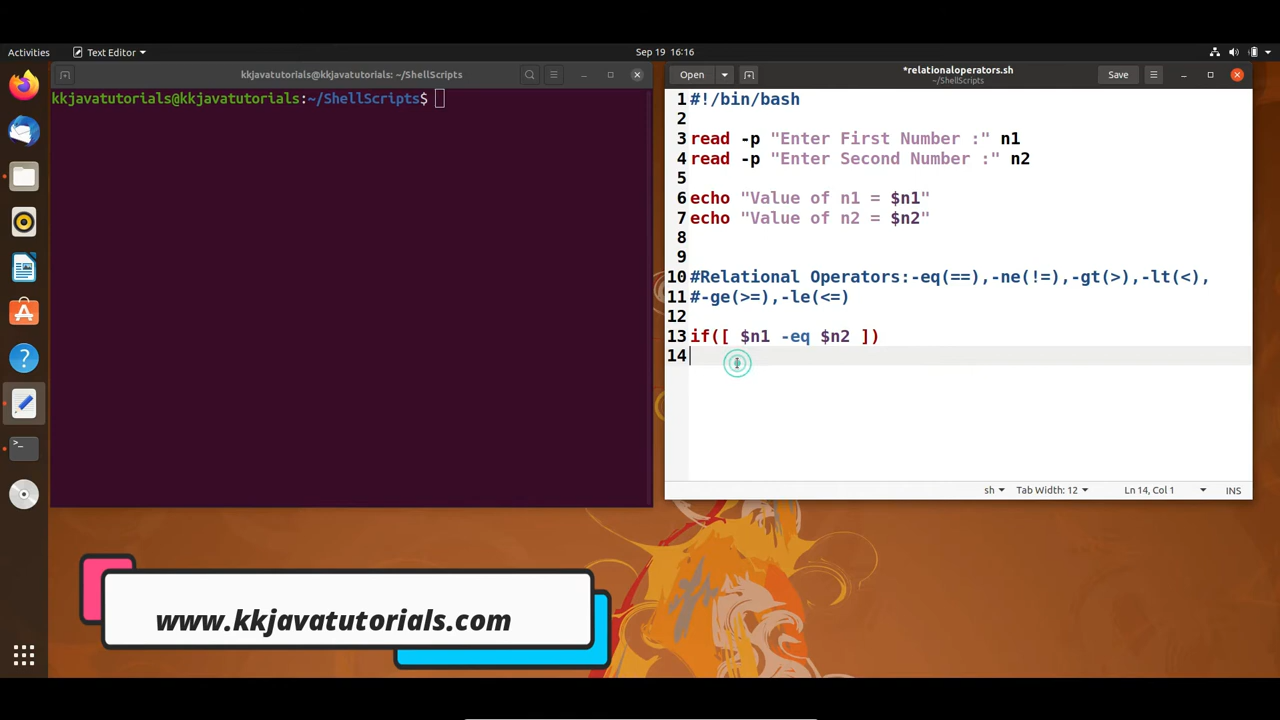 Activities
Text Editor
Sep 19 16:16
kkjavatutorials@kkjavatutorials: ~/ShellScripts
kkjavatutorials@kkjavatutorials:~/ShellScripts$
Open
*relationaloperators.sh
~/ShellScripts
Save
1 #!/bin/bash
2
3 read -p "Enter First Number :" n1
4 read -p "Enter Second Number :" n2
5
6 echo "Value of n1 = $n1"
7 echo "Value of n2 = $n2"
8
9
10 #Relational Operators:-eq(==),-ne(!=),-gt(>),-lt(<),
11 #-ge(>=),-le(<=)
12
13 if([ $n1 -eq $n2 ])
14
sh
Tab Width: 12
Ln 14, Col 1
INS
www.kkjavatutorials.com